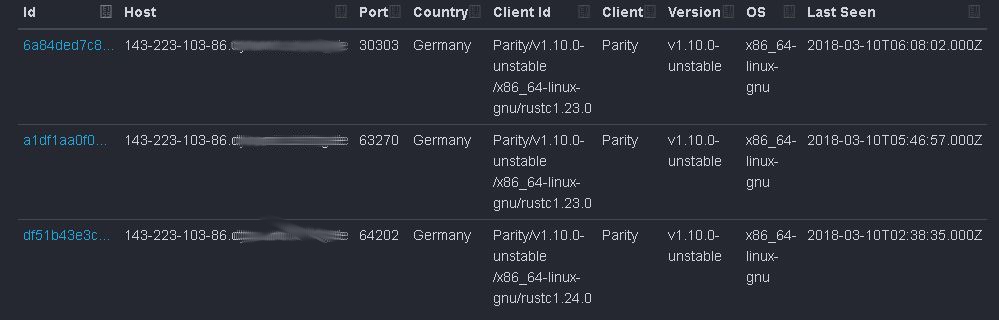 Id Host Port Country Client Id Client Version OS Last Seen
6a84ded7c8... 143-223-103-86. 30303 Germany Parity/v1.10.0- Parity v1.10.0- x86_64- 2018-03-10T06:08:02.000Z
unstable unstable linux-
/x86_64-linux- gnu
gnu/rustc1.23.0
a1df1aa0f0... 143-223-103-86. 63270 Germany Parity/v1.10.0- Parity v1.10.0- x86_64- 2018-03-10T05:46:57.000Z
unstable unstable linux-
/x86_64-linux- gnu
gnu/rustc1.23.0
df51b43e3c... 143-223-103-86. 64202 Germany Parity/v1.10.0- Parity v1.10.0- x86_64- 2018-03-10T02:38:35.000Z
unstable unstable linux-
/x86_64-linux- gnu
gnu/rustc1.24.0